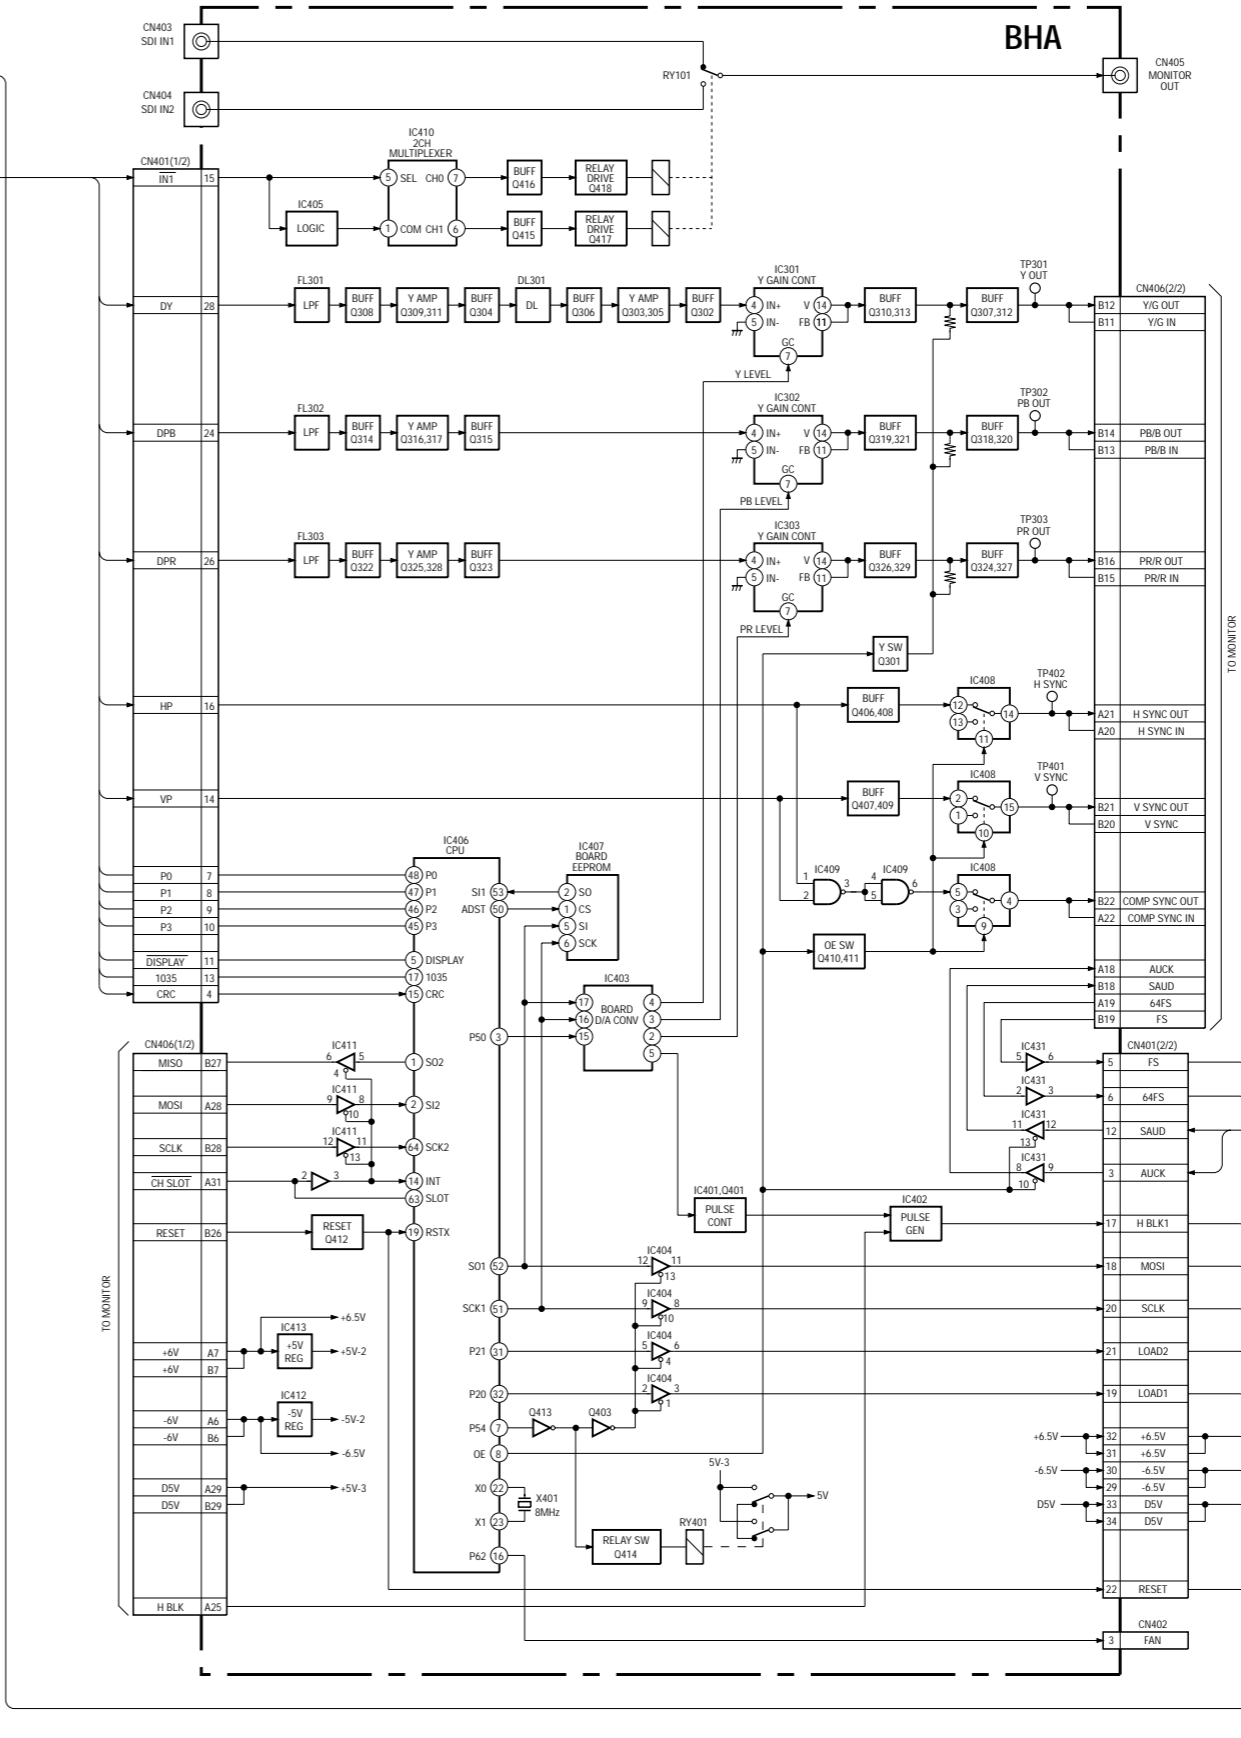 BHA
CN403
SDI IN1
CN404
SDI IN2
RY101
CN405
MONITOR
OUT
IC410
2CH
MULTIPLEXER
CN401(1/2)
IN1 15
5 SEL CH0 7
BUFF
Q416
RELAY
DRIVE
Q418
IC405
LOGIC
1 COM CH1 6
BUFF
Q415
RELAY
DRIVE
Q417
FL301
DL301
IC301
Y GAIN CONT
TP301
Y OUT
CN406(2/2)
DY 28
LPF
BUFF
Q308
Y AMP
Q309,311
BUFF
Q304
DL
BUFF
Q306
Y AMP
Q303,305
BUFF
Q302
4 IN+ V 14
5 IN- FB 11
GC
7
BUFF
Q310,313
BUFF
Q307,312
B12 Y/G OUT
B11 Y/G IN
Y LEVEL
FL302
IC302
Y GAIN CONT
TP302
PB OUT
DPB 24
LPF
BUFF
Q314
Y AMP
Q316,317
BUFF
Q315
4 IN+ V 14
5 IN- FB 11
GC
7
BUFF
Q319,321
BUFF
Q318,320
B14 PB/B OUT
B13 PB/B IN
PB LEVEL
FL303
IC303
Y GAIN CONT
TP303
PR OUT
DPR 26
LPF
BUFF
Q322
Y AMP
Q325,328
BUFF
Q323
4 IN+ V 14
5 IN- FB 11
GC
7
BUFF
Q326,329
BUFF
Q324,327
B16 PR/R OUT
B15 PR/R IN
PR LEVEL
TO MONITOR
Y SW
Q301
HP 16
BUFF
Q406,408
IC408
12
13
14
11
TP402
H SYNC
A21 H SYNC OUT
A20 H SYNC IN
VP 14
BUFF
Q407,409
IC408
2
1
15
10
TP401
V SYNC
B21 V SYNC OUT
B20 V SYNC
IC409
1
2
3
IC409
4
5
6
IC408
5
3
4
9
B22 COMP SYNC OUT
A22 COMP SYNC IN
OE SW
Q410,411
A18 AUCK
B18 SAUD
A19 64FS
B19 FS
IC406
CPU
IC407
BOARD
EEPROM
P0 7
P1 8
P2 9
P3 10
DISPLAY 11
1035 13
CRC 4
48 P0
47 P1
46 P2
45 P3
5 DISPLAY
17 1035
15 CRC
SI1 53
ADST 50
2 SO
1 CS
5 SI
6 SCK
IC403
BOARD
D/A CONV
17
16
15
4
3
2
5
P50 3
CN406(1/2)
MISO B27
MOSI A28
SCLK B28
CH SLOT A31
RESET B26
IC411
6 5
4
IC411
9 8
10
IC411
12 11
13
2 3
1 SO2
2 SI2
64 SCK2
14 INT
63 SLOT
RESET
Q412
19 RSTX
CN401(2/2)
IC431
5 6
5 FS
IC431
2 3
6 64FS
IC431
11 12
13
12 SAUD
IC431
8 9
10
3 AUCK
IC401,Q401
PULSE
CONT
IC402
PULSE
GEN
17 H BLK1
SO1 52
IC404
12 11
13
18 MOSI
SCK1 51
IC404
9 8
10
20 SCLK
P21 31
IC404
5 6
4
21 LOAD2
P20 32
IC404
2 3
1
19 LOAD1
TO MONITOR
+6.5V
IC413
+5V
REG
+5V-2
+6V A7
+6V B7
IC412
-5V
REG
-5V-2
-6V A6
-6V B6
-6.5V
D5V A29
D5V B29
+5V-3
P54 7
Q413
Q403
OE 8
+6.5V
32 +6.5V
31 +6.5V
-6.5V
30 -6.5V
29 -6.5V
D5V
33 D5V
34 D5V
X0 22
X1 23
X401
8MHz
5V-3
5V
RY401
RELAY SW
Q414
P62 16
22 RESET
H BLK A25
CN402
3 FAN